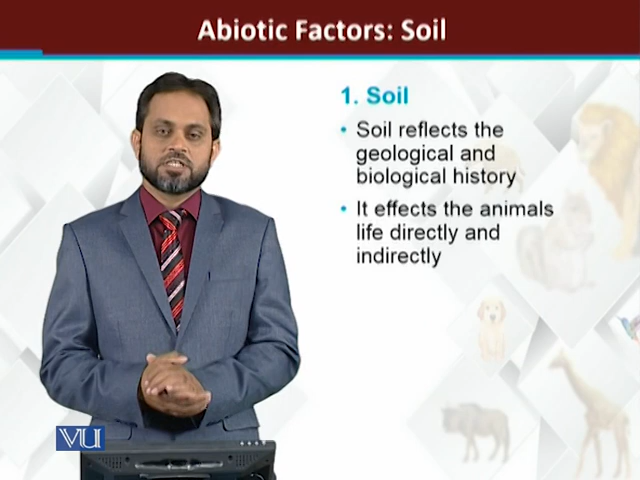 Abiotic Factors: Soil
1. Soil
• Soil reflects the
geological and
biological history
• It effects the animals
life directly and
indirectly
VU